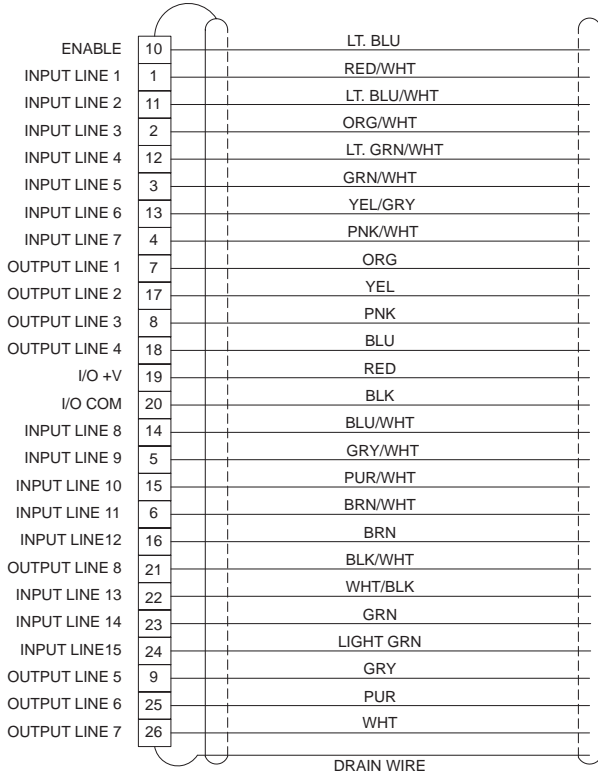 ENABLE 10 LT. BLU
INPUT LINE 1 1 RED/WHT
INPUT LINE 2 11 LT. BLU/WHT
INPUT LINE 3 2 ORG/WHT
INPUT LINE 4 12 LT. GRN/WHT
INPUT LINE 5 3 GRN/WHT
INPUT LINE 6 13 YEL/GRY
INPUT LINE 7 4 PNK/WHT
OUTPUT LINE 1 7 ORG
OUTPUT LINE 2 17 YEL
OUTPUT LINE 3 8 PNK
OUTPUT LINE 4 18 BLU
I/O +V 19 RED
I/O COM 20 BLK
INPUT LINE 8 14 BLU/WHT
INPUT LINE 9 5 GRY/WHT
INPUT LINE 10 15 PUR/WHT
INPUT LINE 11 6 BRN/WHT
INPUT LINE12 16 BRN
OUTPUT LINE 8 21 BLK/WHT
INPUT LINE 13 22 WHT/BLK
INPUT LINE 14 23 GRN
INPUT LINE15 24 LIGHT GRN
OUTPUT LINE 5 9 GRY
OUTPUT LINE 6 25 PUR
OUTPUT LINE 7 26 WHT
DRAIN WIRE